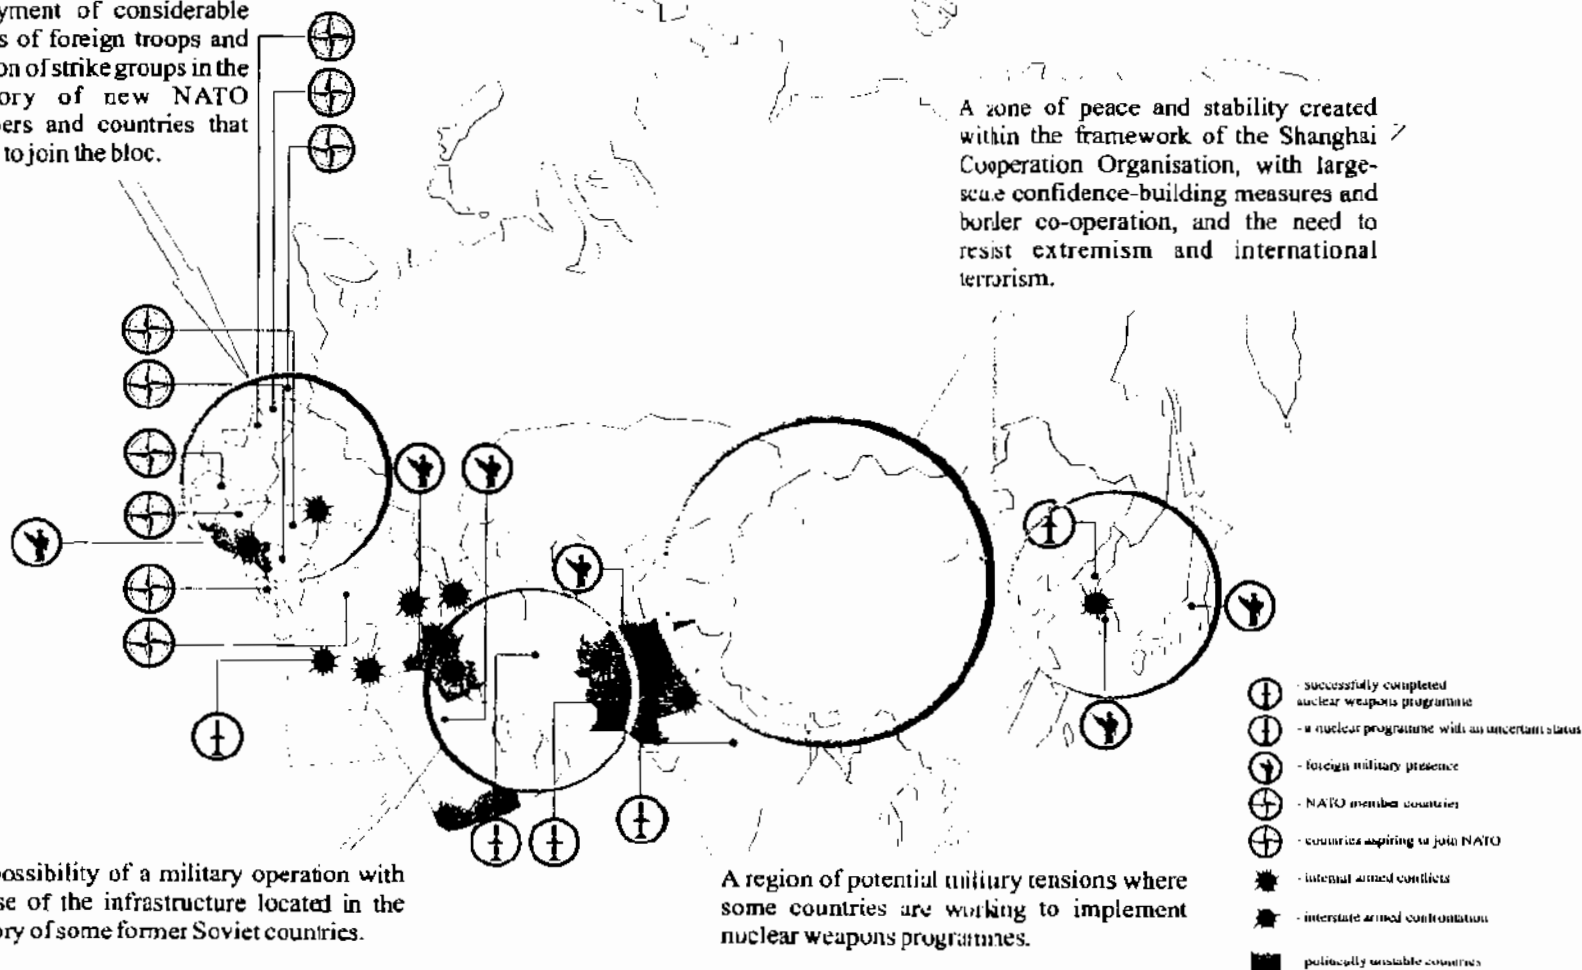 yment of considerable
s of foreign troops and
on of strike groups in the
ory of new NATO
ers and countries that
to join the bloc.
A zone of peace and stability created
within the framework of the Shanghai
Cooperation Organisation, with large-
scale confidence-building measures and
border co-operation, and the need to
resist extremism and international
terrorism.
- successfully completed
nuclear weapons programme
- a nuclear programme with an uncertain status
- foreign military presence
- NATO member countries
- countries aspiring to join NATO
- internal armed conflicts
- interstate armed confrontation
politically unstable countries
ossibility of a military operation with
se of the infrastructure located in the
ory of some former Soviet countries.
A region of potential military tensions where
some countries are working to implement
nuclear weapons programmes.